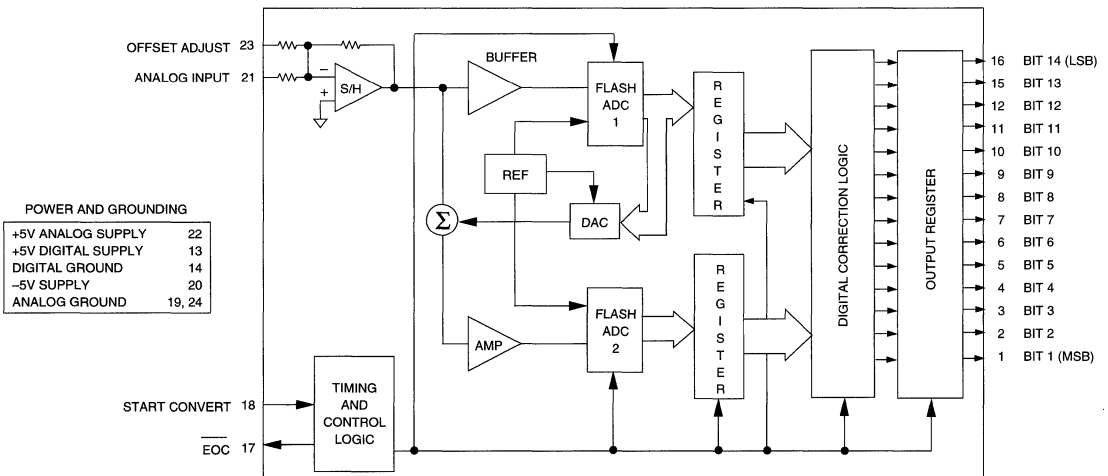 OFFSET ADJUST 23
ANALOG INPUT 21
–
+
S/H
BUFFER
FLASH
ADC
1
REGISTER
REF
DAC
Σ
AMP
FLASH
ADC
2
REGISTER
DIGITAL CORRECTION LOGIC
OUTPUT REGISTER
16 BIT 14 (LSB)
15 BIT 13
12 BIT 12
11 BIT 11
10 BIT 10
9 BIT 9
8 BIT 8
7 BIT 7
6 BIT 6
5 BIT 5
4 BIT 4
3 BIT 3
2 BIT 2
1 BIT 1 (MSB)
POWER AND GROUNDING
+5V ANALOG SUPPLY 22
+5V DIGITAL SUPPLY 13
DIGITAL GROUND 14
–5V SUPPLY 20
ANALOG GROUND 19, 24
START CONVERT 18
EOC 17
TIMING
AND
CONTROL
LOGIC